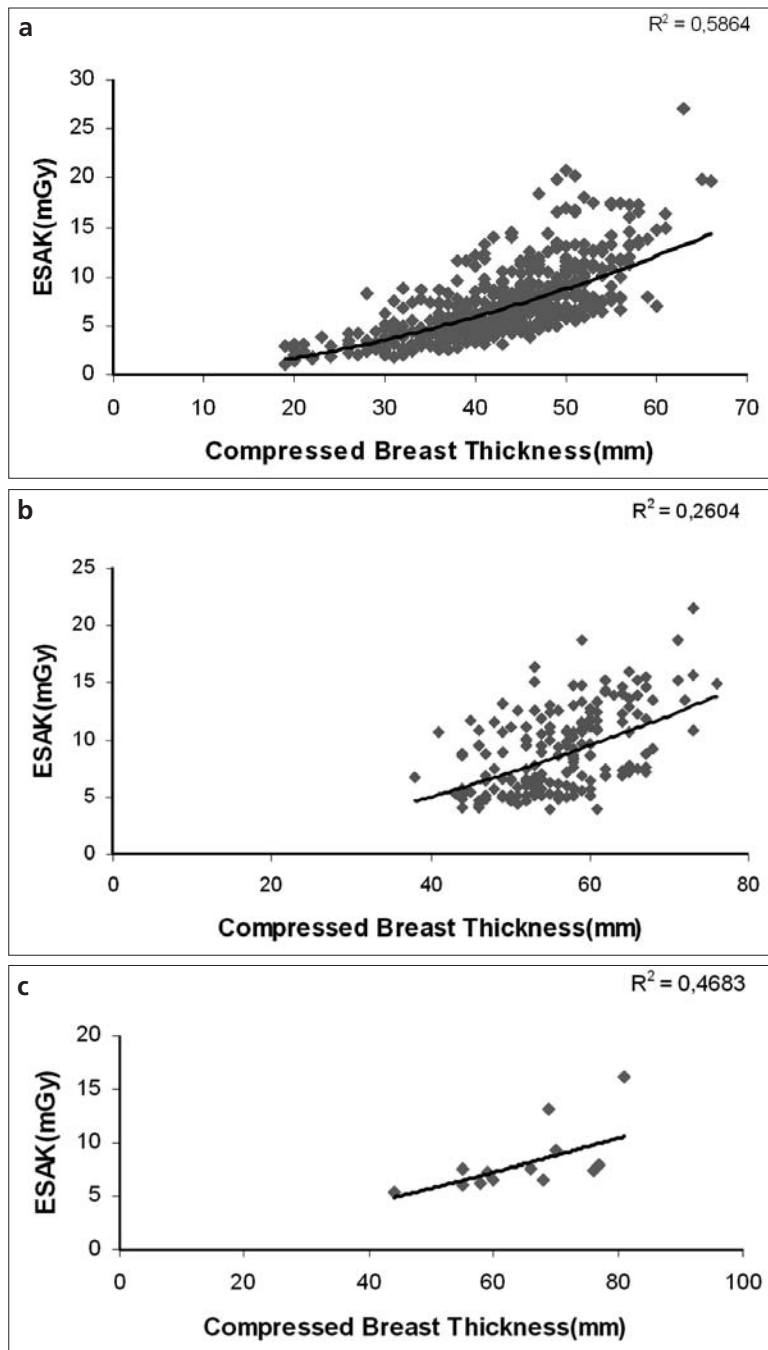 a
R² = 0,5864
ESAK(mGy)
30
25
20
15
10
5
0
0 10 20 30 40 50 60 70
Compressed Breast Thickness(mm)
b
R² = 0,2604
ESAK(mGy)
25
20
15
10
5
0
0 20 40 60 80
Compressed Breast Thickness(mm)
c
R² = 0,4683
ESAK(mGy)
20
15
10
5
0
0 20 40 60 80 100
Compressed Breast Thickness(mm)